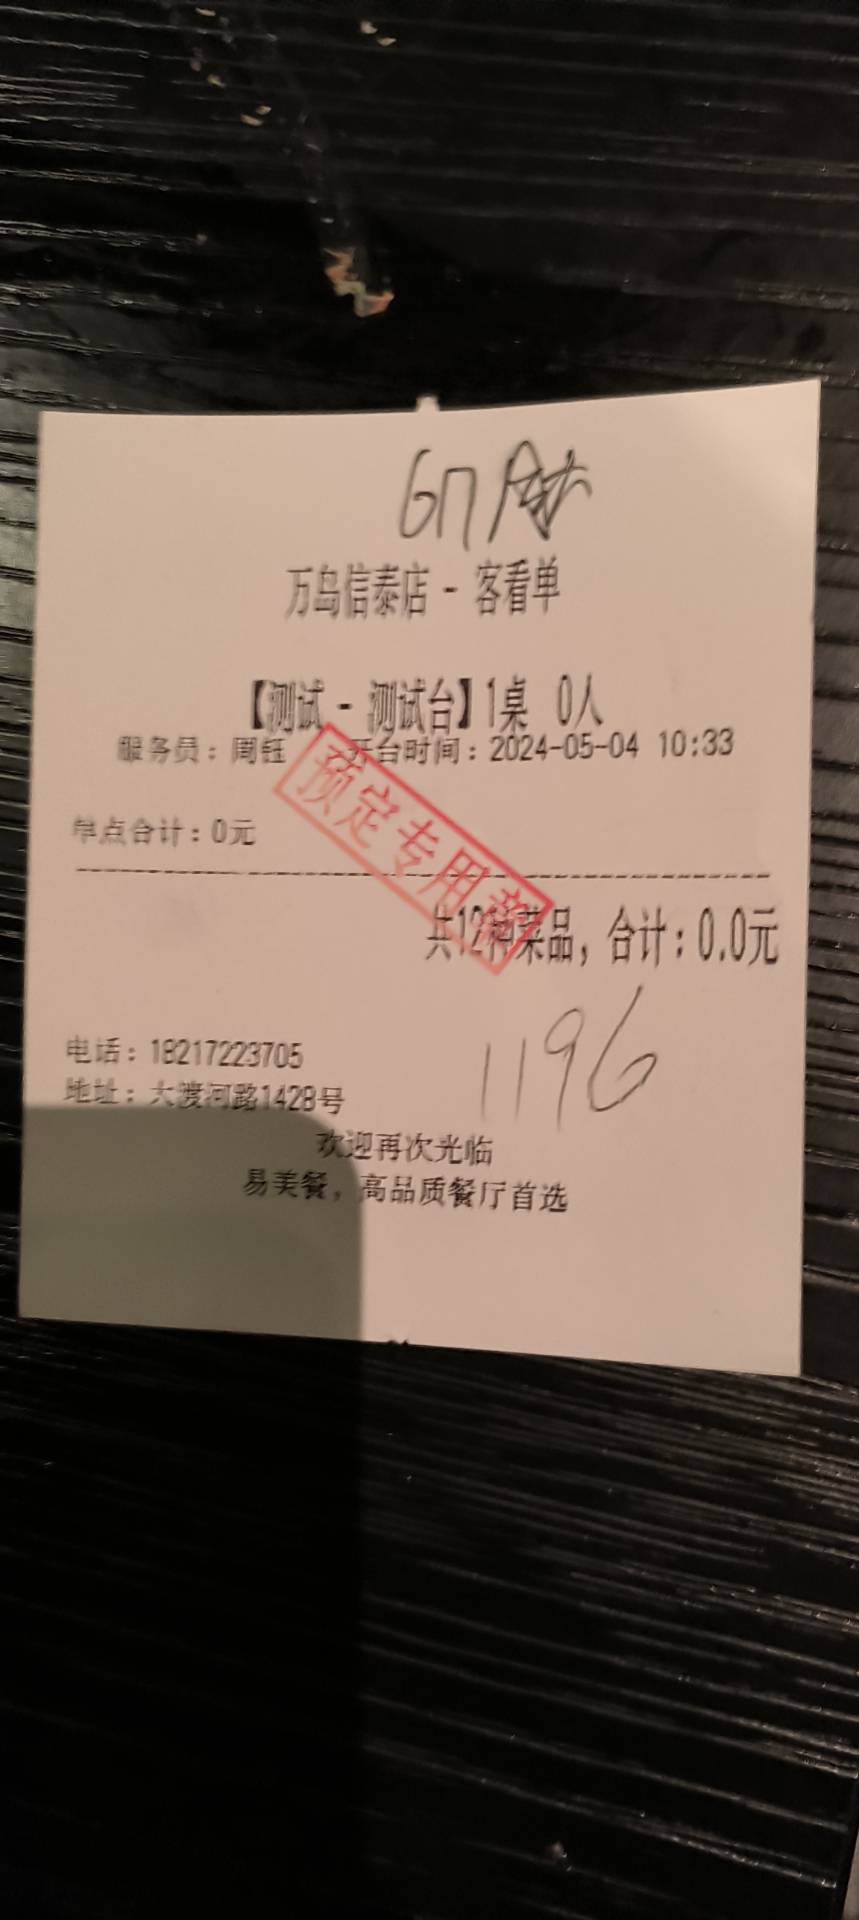 万岛信泰店 - 客看单
【测试 - 测试台】1桌 0人
服务员：周钰 开台时间：2024-05-04 10:33
预定专用章
单点合计：0元
共12种菜品，合计：0.0元
1196
电话：18217223705
地址：大渡河路1428号
欢迎再次光临
易美餐，高品质餐厅首选